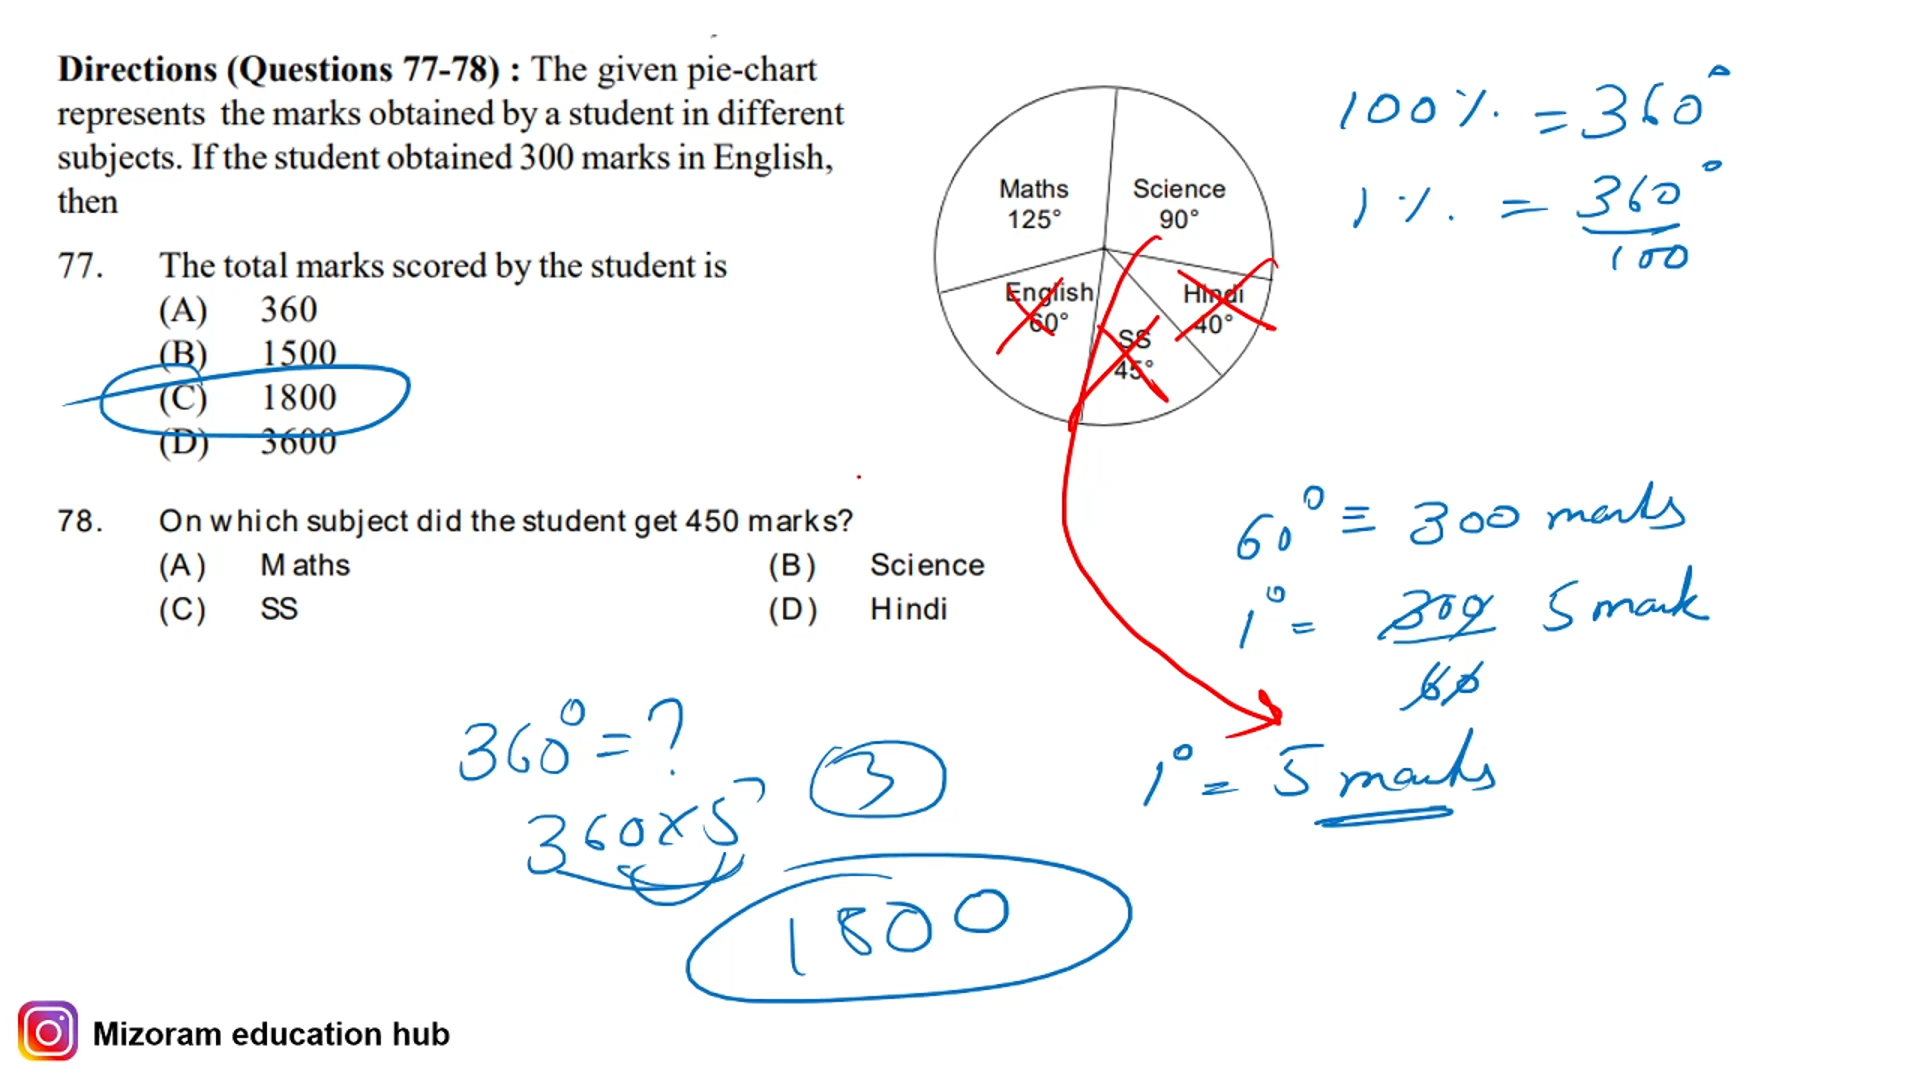 Directions (Questions 77-78) : The given pie-chart
represents the marks obtained by a student in different
subjects. If the student obtained 300 marks in English,
then
77. The total marks scored by the student is
(A) 360
(B) 1500
(C) 1800
(D) 3600
78. On which subject did the student get 450 marks?
(A) Maths (B) Science
(C) SS (D) Hindi
Maths
125°
Science
90°
English
60°
SS
45°
Hindi
40°
100% = 360°
1% = 360°
100
60° = 300 marks
1° = 300 5 mark
60
1° = 5 marks
360° = ?
360x5
3
1800
Mizoram education hub